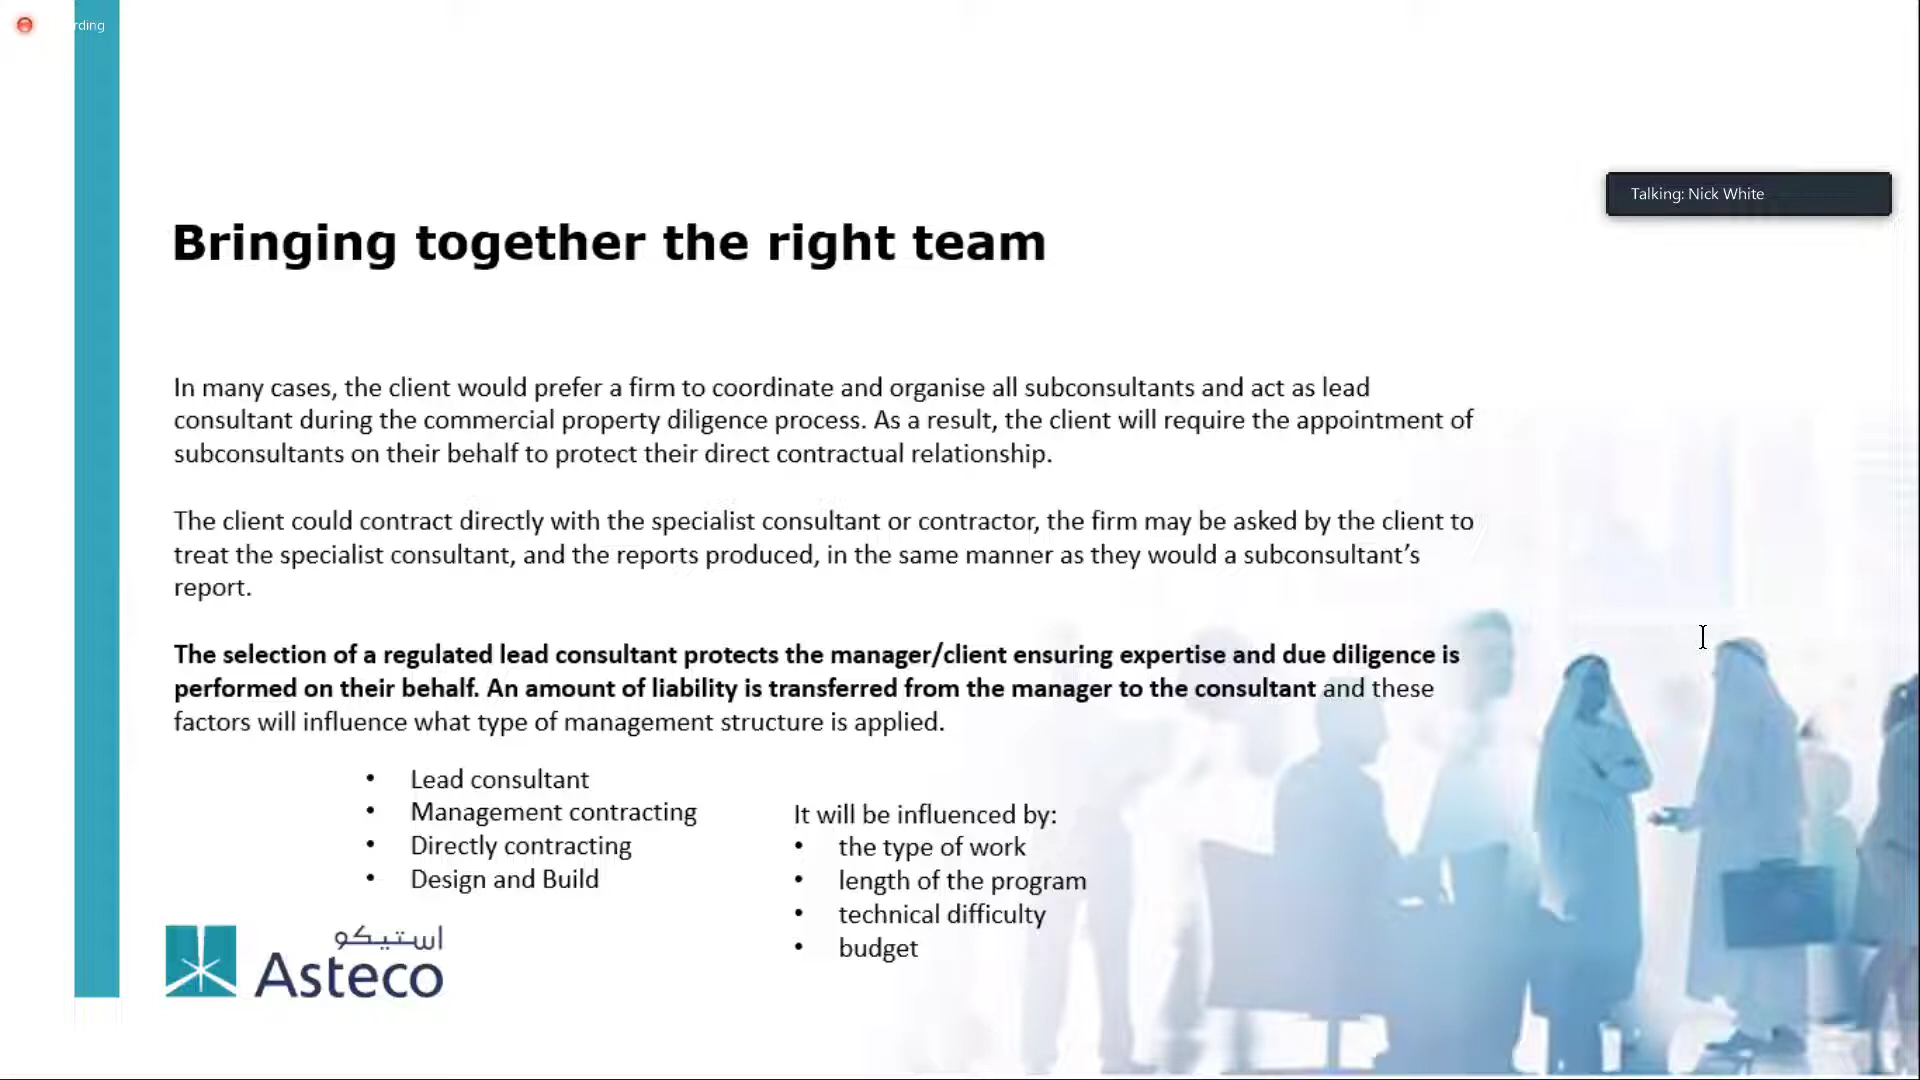 rding
Talking: Nick White
Bringing together the right team
In many cases, the client would prefer a firm to coordinate and organise all subconsultants and act as lead
consultant during the commercial property diligence process. As a result, the client will require the appointment of
subconsultants on their behalf to protect their direct contractual relationship.
The client could contract directly with the specialist consultant or contractor, the firm may be asked by the client to
treat the specialist consultant, and the reports produced, in the same manner as they would a subconsultant’s
report.
The selection of a regulated lead consultant protects the manager/client ensuring expertise and due diligence is
performed on their behalf. An amount of liability is transferred from the manager to the consultant and these
factors will influence what type of management structure is applied.
• Lead consultant
• Management contracting
• Directly contracting
• Design and Build
It will be influenced by:
• the type of work
• length of the program
• technical difficulty
• budget
استيكو
Asteco